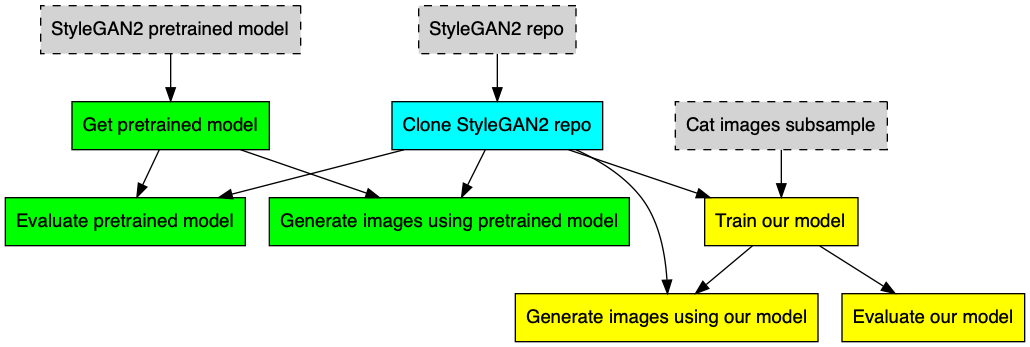 StyleGAN2 pretrained model
StyleGAN2 repo
Get pretrained model
Clone StyleGAN2 repo
Cat images subsample
Evaluate pretrained model
Generate images using pretrained model
Train our model
Generate images using our model
Evaluate our model